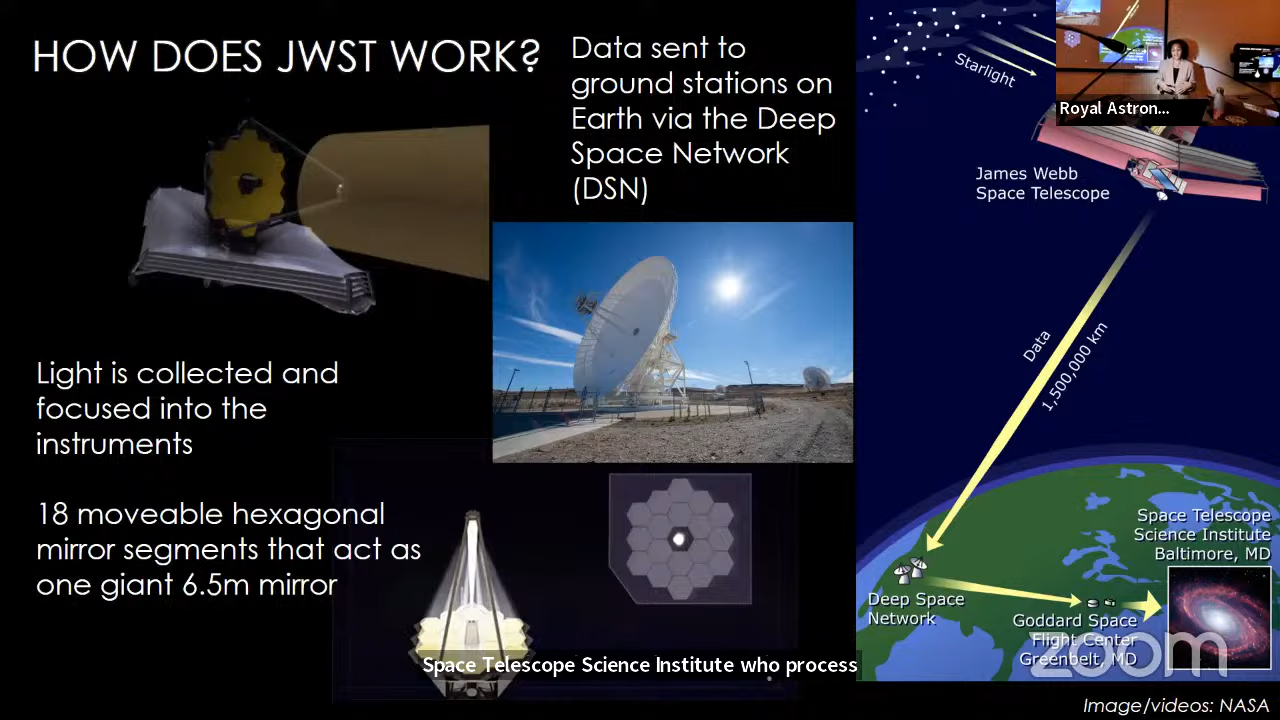 HOW DOES JWST WORK?
Data sent to
ground stations on
Earth via the Deep
Space Network
(DSN)
Light is collected and
focused into the
instruments
18 moveable hexagonal
mirror segments that act as
one giant 6.5m mirror
Starlight
Royal Astron...
James Webb
Space Telescope
Data
1,500,000 km
Space Telescope
Science Institute
Baltimore, MD
Deep Space
Network
Goddard Space
Flight Center
Greenbelt, MD
zoom
Space Telescope Science Institute who process
Image/videos: NASA